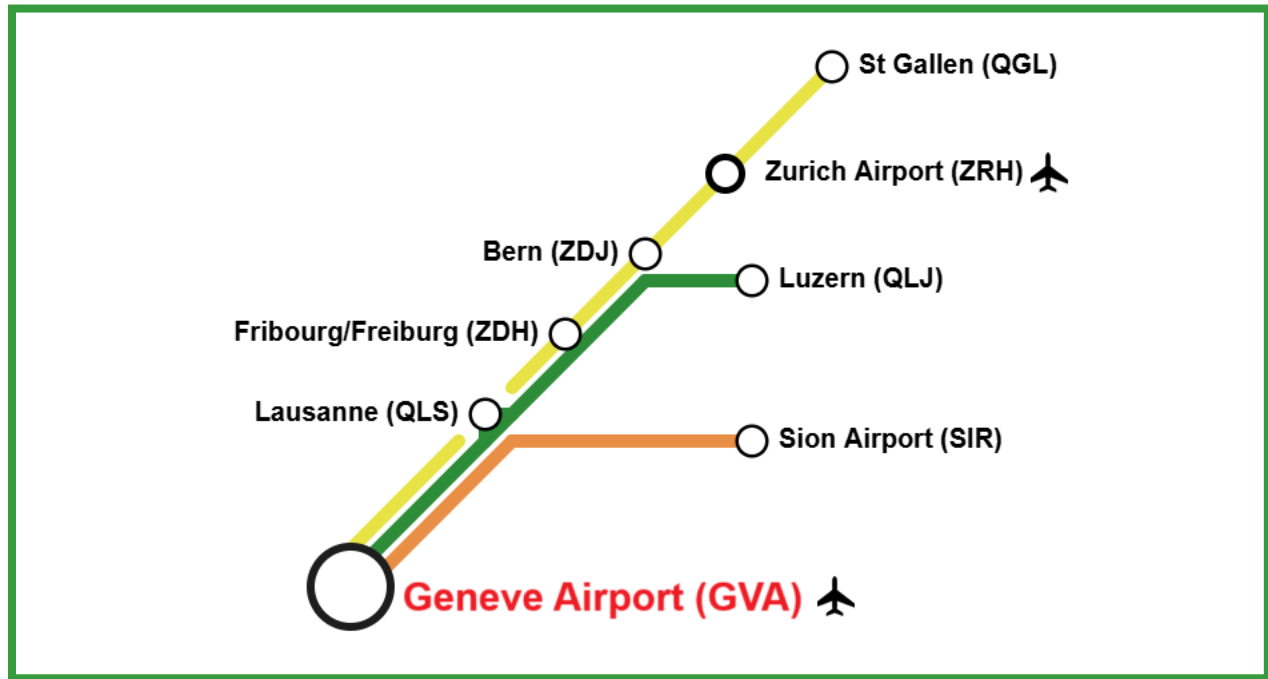 St Gallen (QGL)
Zurich Airport (ZRH)
Bern (ZDJ)
Luzern (QLJ)
Fribourg/Freiburg (ZDH)
Lausanne (QLS)
Sion Airport (SIR)
Geneve Airport (GVA)